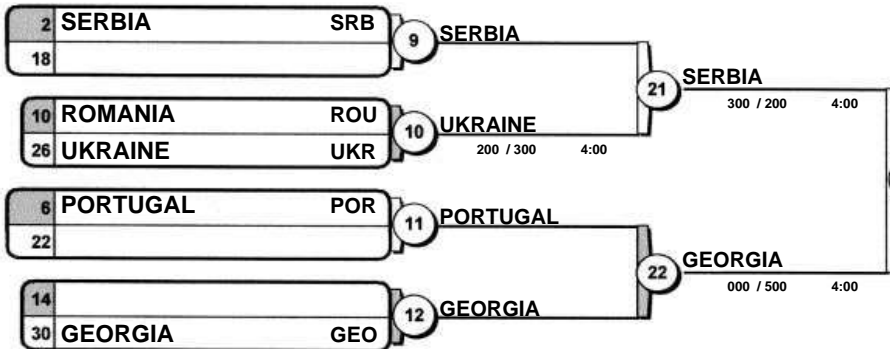 2 SERBIA SRB
18
9 SERBIA
10 ROMANIA ROU
26 UKRAINE UKR
10 UKRAINE
200 / 300 4:00
21 SERBIA
300 / 200 4:00
6 PORTUGAL POR
22
11 PORTUGAL
14
30 GEORGIA GEO
12 GEORGIA
22 GEORGIA
000 / 500 4:00